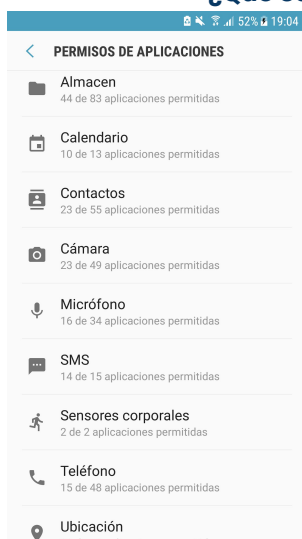 52% 19:04
PERMISOS DE APLICACIONES
Almacen
44 de 83 aplicaciones permitidas
Calendario
10 de 13 aplicaciones permitidas
Contactos
23 de 55 aplicaciones permitidas
Cámara
23 de 49 aplicaciones permitidas
Micrófono
16 de 34 aplicaciones permitidas
SMS
14 de 15 aplicaciones permitidas
Sensores corporales
2 de 2 aplicaciones permitidas
Teléfono
15 de 48 aplicaciones permitidas
Ubicación